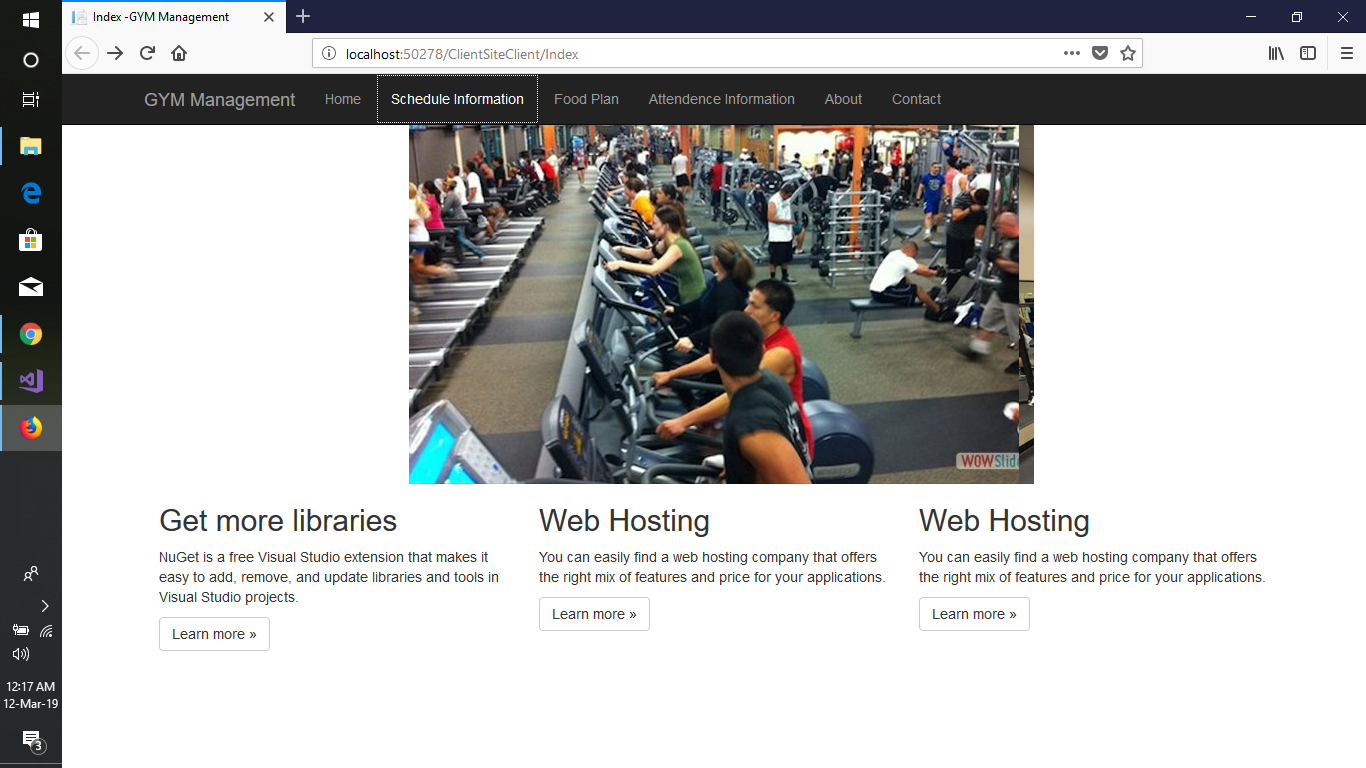 Index -GYM Management
localhost:50278/ClientSiteClient/Index
GYM Management Home Schedule Information Food Plan Attendence Information About Contact
WOWSlid
Get more libraries
NuGet is a free Visual Studio extension that makes it
easy to add, remove, and update libraries and tools in
Visual Studio projects.
Learn more »
Web Hosting
You can easily find a web hosting company that offers
the right mix of features and price for your applications.
Learn more »
Web Hosting
You can easily find a web hosting company that offers
the right mix of features and price for your applications.
Learn more »
12:17 AM
12-Mar-19
3